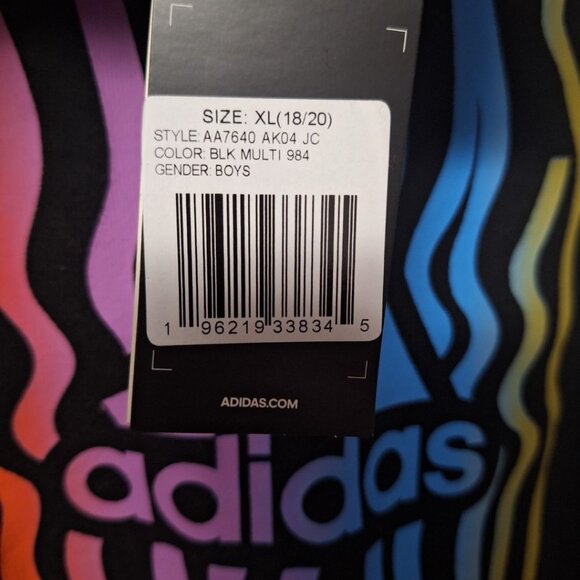 SIZE: XL(18/20)
STYLE: AA7640 AK04 JC
COLOR: BLK MULTI 984
GENDER: BOYS
1 96219 33834 5
ADIDAS.COM
adidas